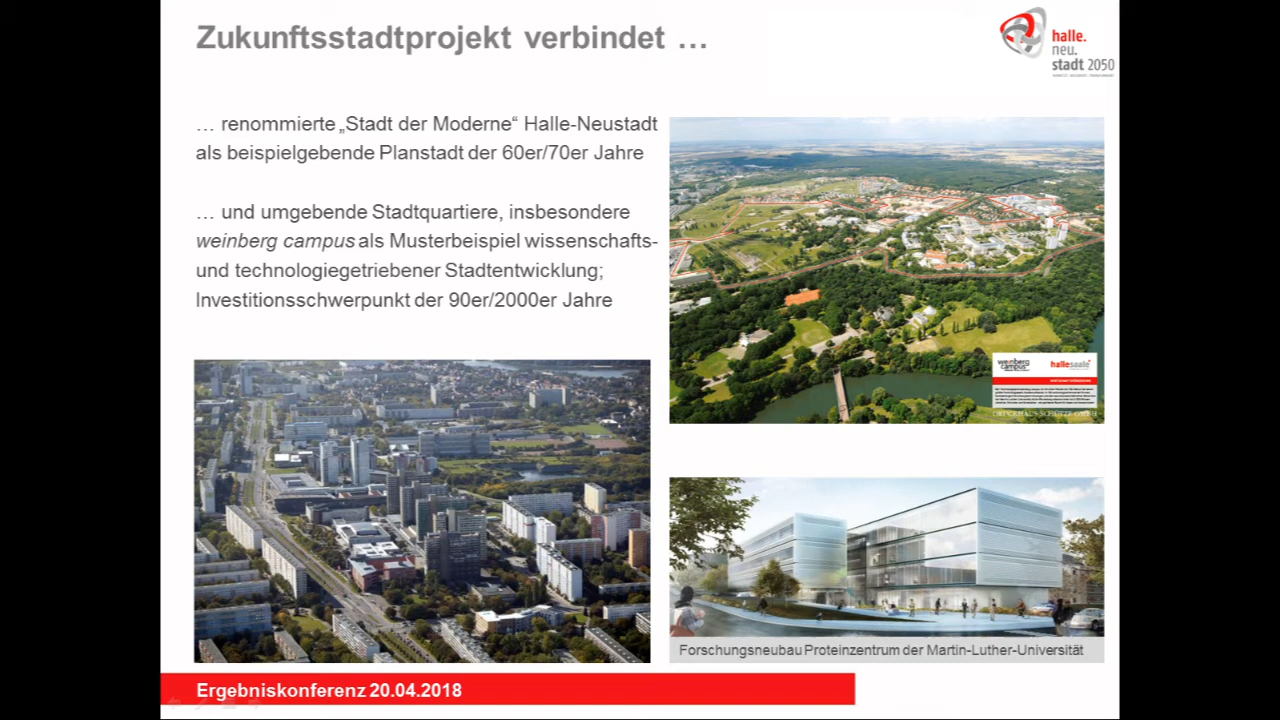 Zukunftsstadtprojekt verbindet …
halle.
neu.
stadt 2050
… renommierte „Stadt der Moderne“ Halle-Neustadt
als beispielgebende Planstadt der 60er/70er Jahre
… und umgebende Stadtquartiere, insbesondere
weinberg campus als Musterbeispiel wissenschafts-
und technologiegetriebener Stadtentwicklung;
Investitionsschwerpunkt der 90er/2000er Jahre
weinberg campus
hallesaale
Forschungsneubau Proteinzentrum der Martin-Luther-Universität
Ergebniskonferenz 20.04.2018